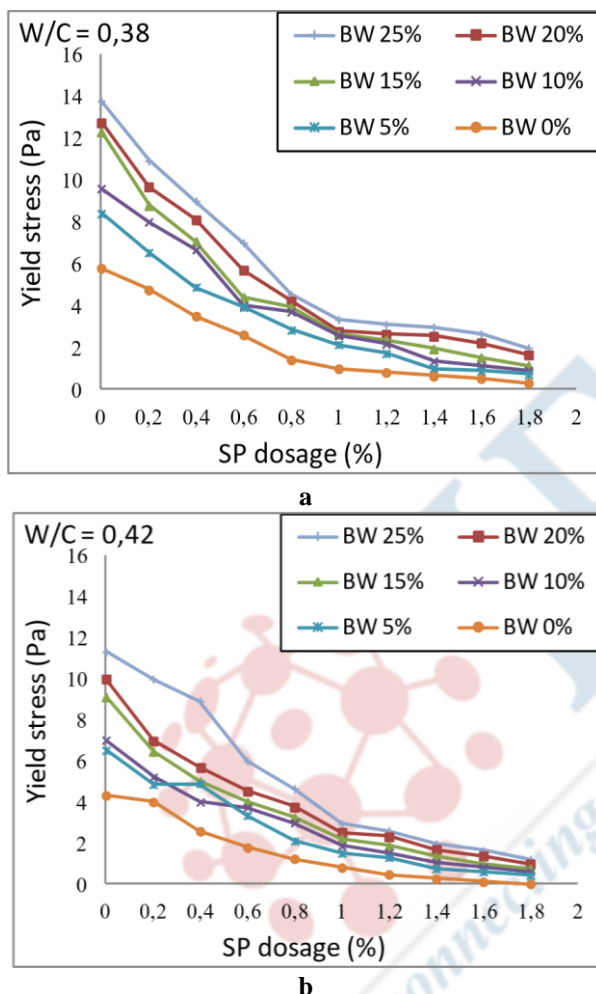 W/C = 0,38
BW 25% BW 20%
BW 15% BW 10%
BW 5% BW 0%
Yield stress (Pa)
16
14
12
10
8
6
4
2
0
0 0,2 0,4 0,6 0,8 1 1,2 1,4 1,6 1,8 2
SP dosage (%)
a
W/C = 0,42
BW 25% BW 20%
BW 15% BW 10%
BW 5% BW 0%
Yield stress (Pa)
16
14
12
10
8
6
4
2
0
0 0,2 0,4 0,6 0,8 1 1,2 1,4 1,6 1,8 2
SP dosage (%)
b
onnecting